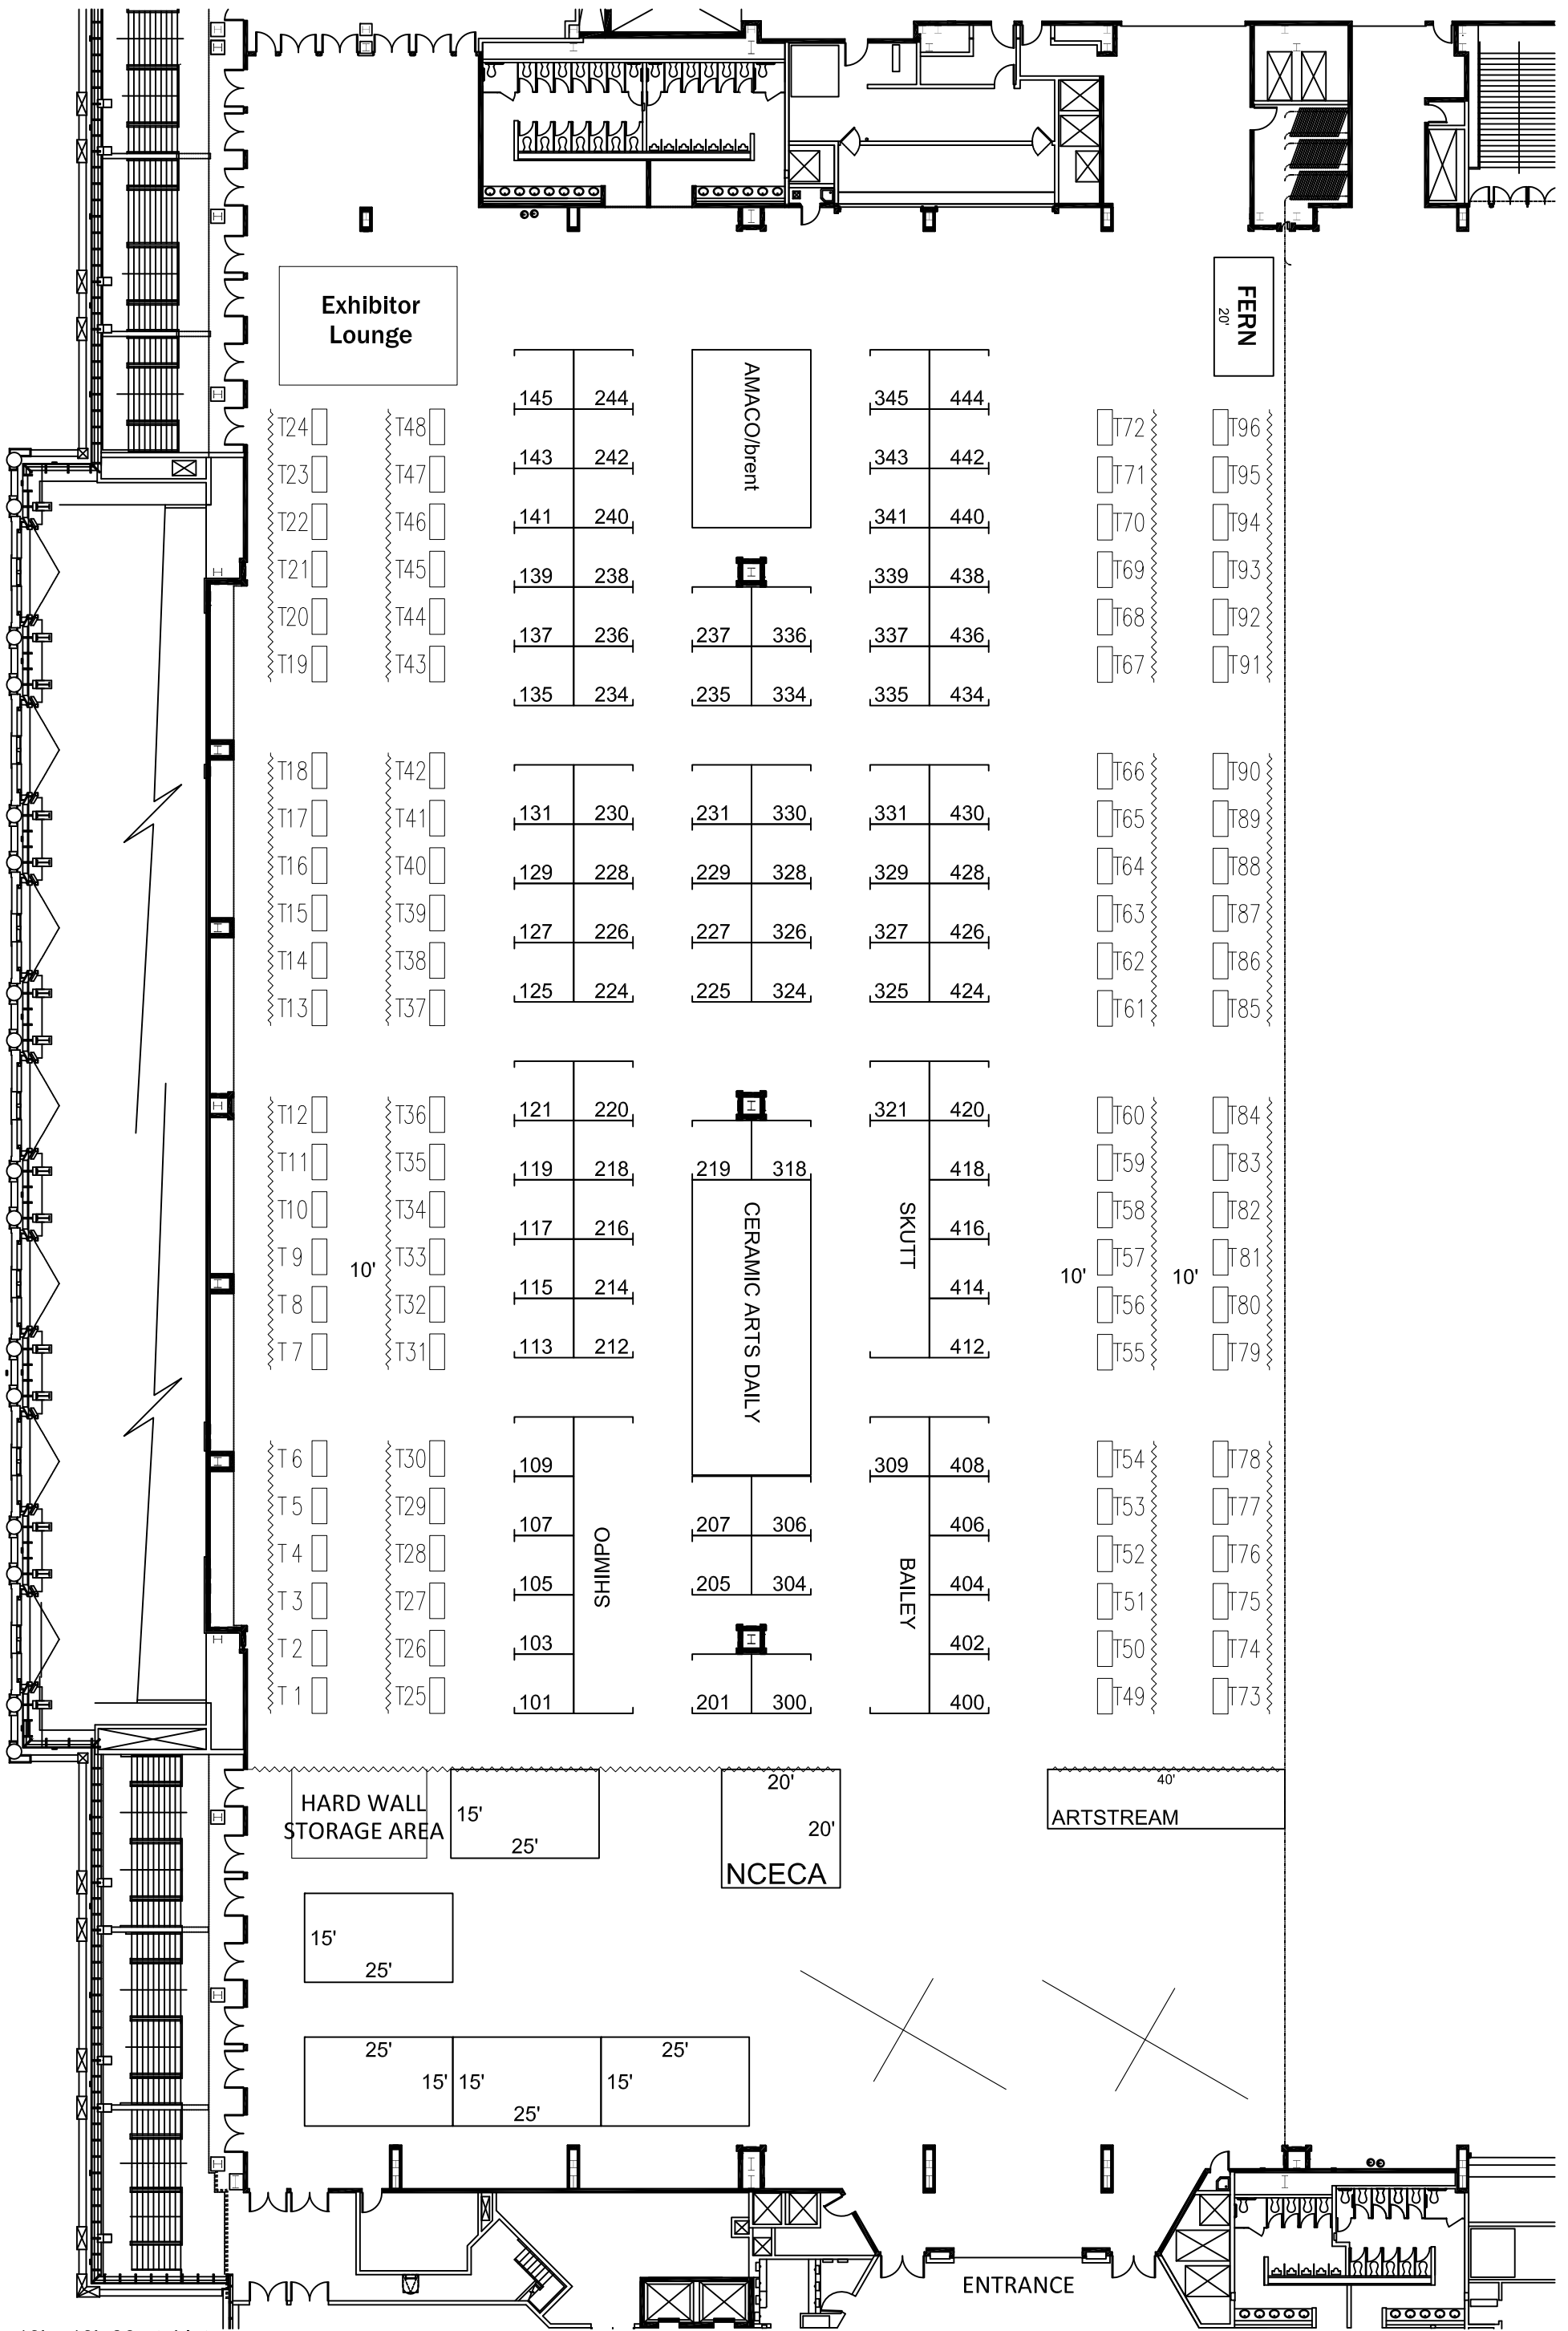 Exhibitor
Lounge
FERN
20'
AMACO/brent
145 244 345 444
143 242 343 442
141 240 341 440
139 238 339 438
137 236 237 336 337 436
135 234 235 334 335 434
T24 T48 T72 T96
T23 T47 T71 T95
T22 T46 T70 T94
T21 T45 T69 T93
T20 T44 T68 T92
T19 T43 T67 T91
T18 T42 T66 T90
T17 T41 T65 T89
T16 T40 T64 T88
T15 T39 T63 T87
T14 T38 T62 T86
T13 T37 T61 T85
131 230 231 330 331 430
129 228 229 328 329 428
127 226 227 326 327 426
125 224 225 324 325 424
T12 T36 T60 T84
T11 T35 T59 T83
T10 T34 T58 T82
T9 T33 T57 T81
T8 T32 T56 T80
T7 T31 T55 T79
10' 10' 10'
121 220 321 420
119 218 219 318 418
117 216 416
115 214 414
113 212 412
CERAMIC ARTS DAILY
SKUTT
T6 T30 T54 T78
T5 T29 T53 T77
T4 T28 T52 T76
T3 T27 T51 T75
T2 T26 T50 T74
T1 T25 T49 T73
109 309 408
107 207 306 406
105 205 304 404
103 402
101 201 300 400
SHIMPO
BAILEY
HARD WALL
STORAGE AREA
15'
25'
20'
20'
NCECA
40'
ARTSTREAM
15'
25'
25' 25'
15' 15' 15'
25'
ENTRANCE